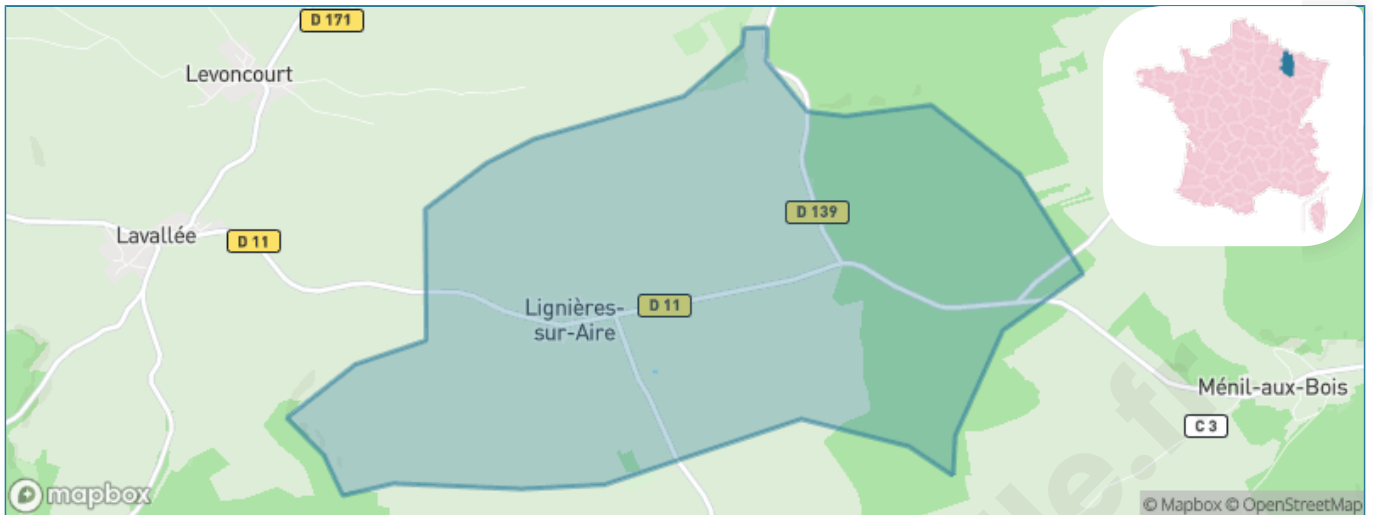 D 171
Levoncourt
D 139
Lavallée
D 11
Lignières-
sur-Aire
D 11
Ménil-aux-Bois
C 3
mapbox
© Mapbox © OpenStreetMap